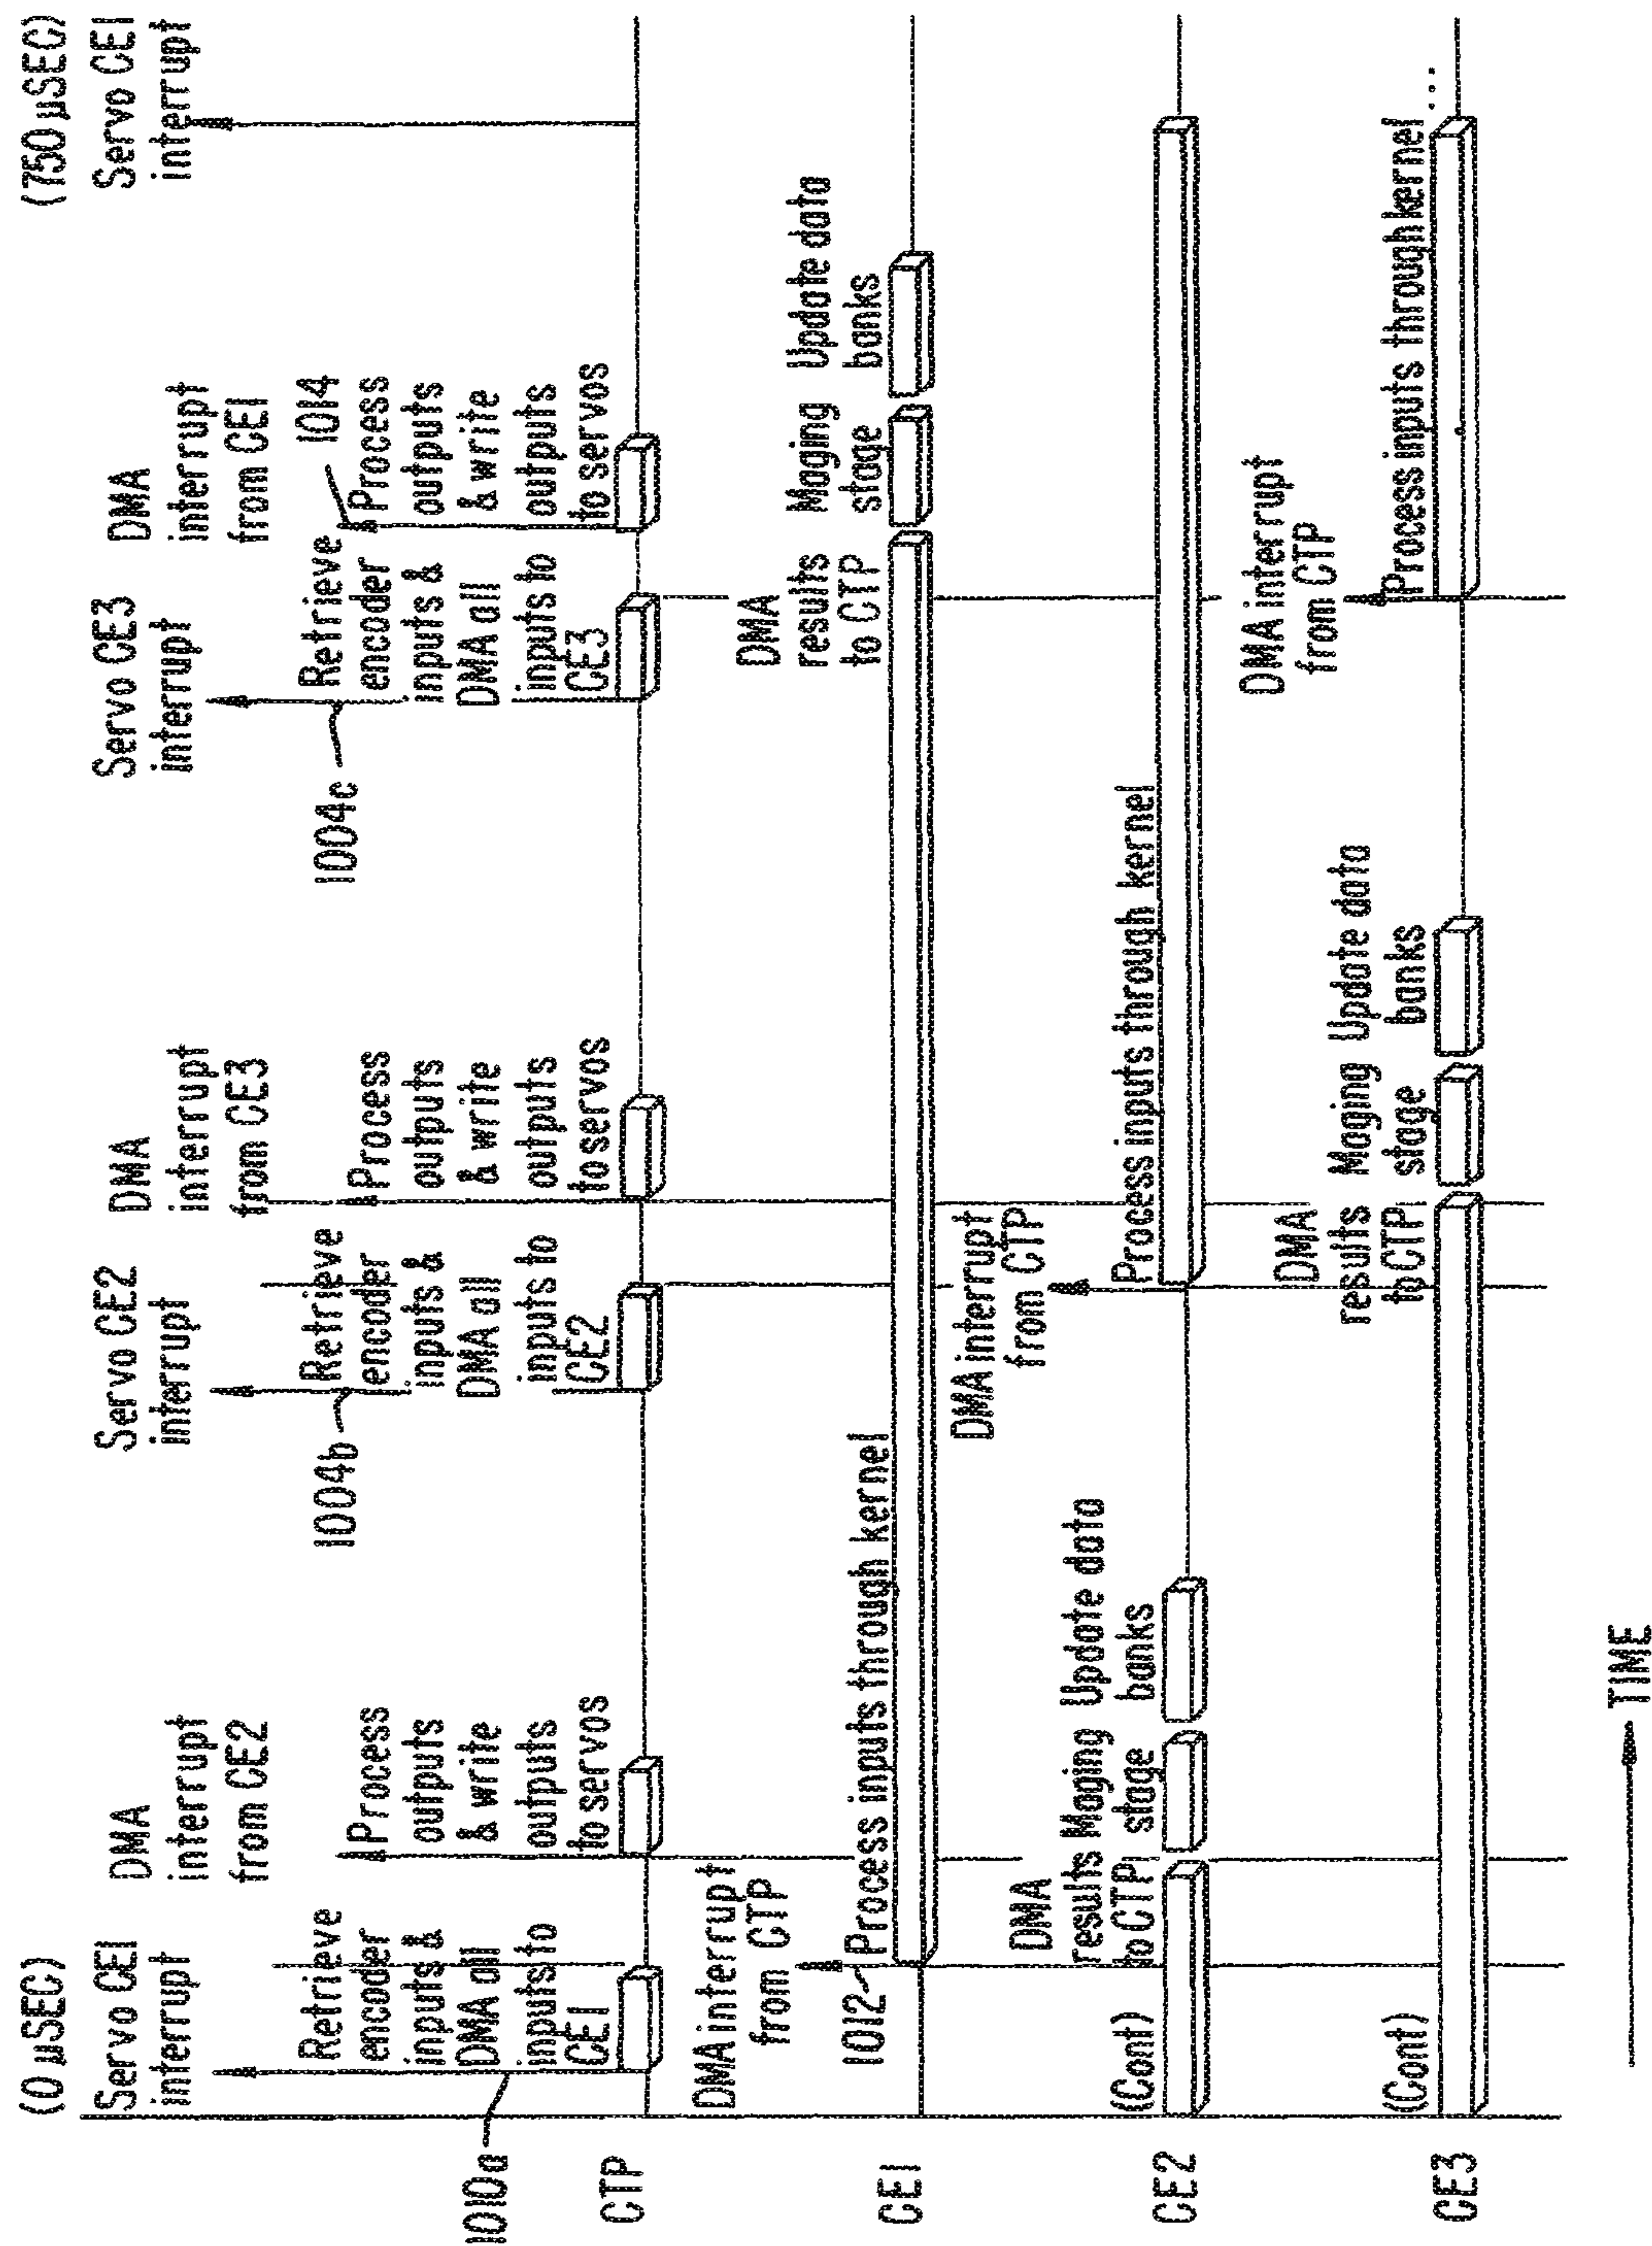 (0 µSEC)
Servo CE1
interrupt
DMA
interrupt
from CE2
Servo CE2
interrupt
DMA
interrupt
from CE3
Servo CE3
interrupt
DMA
interrupt
from CE1
(750 µSEC)
Servo CE1
interrupt
1010a
Retrieve
encoder
inputs &
DMA all
inputs to
CE1
Process
outputs
& write
outputs
to servos
1004b
Retrieve
encoder
inputs &
DMA all
inputs to
CE2
Process
outputs
& write
outputs
to servos
1004c
Retrieve
encoder
inputs &
DMA all
inputs to
CE3
1014
Process
outputs
& write
outputs
to servos
CTP
DMA interrupt
from CTP
1012
Process inputs through kernel
DMA
results
to CTP
Moging
stage
Update data
banks
CE1
(Cont)
DMA
results
to CTP
Moging
stage
Update data
banks
DMA interrupt
from CTP
Process inputs through kernel
CE2
(Cont)
DMA
results
to CTP
Moging
stage
Update data
banks
DMA interrupt
from CTP
Process inputs through kernel...
CE3
TIME